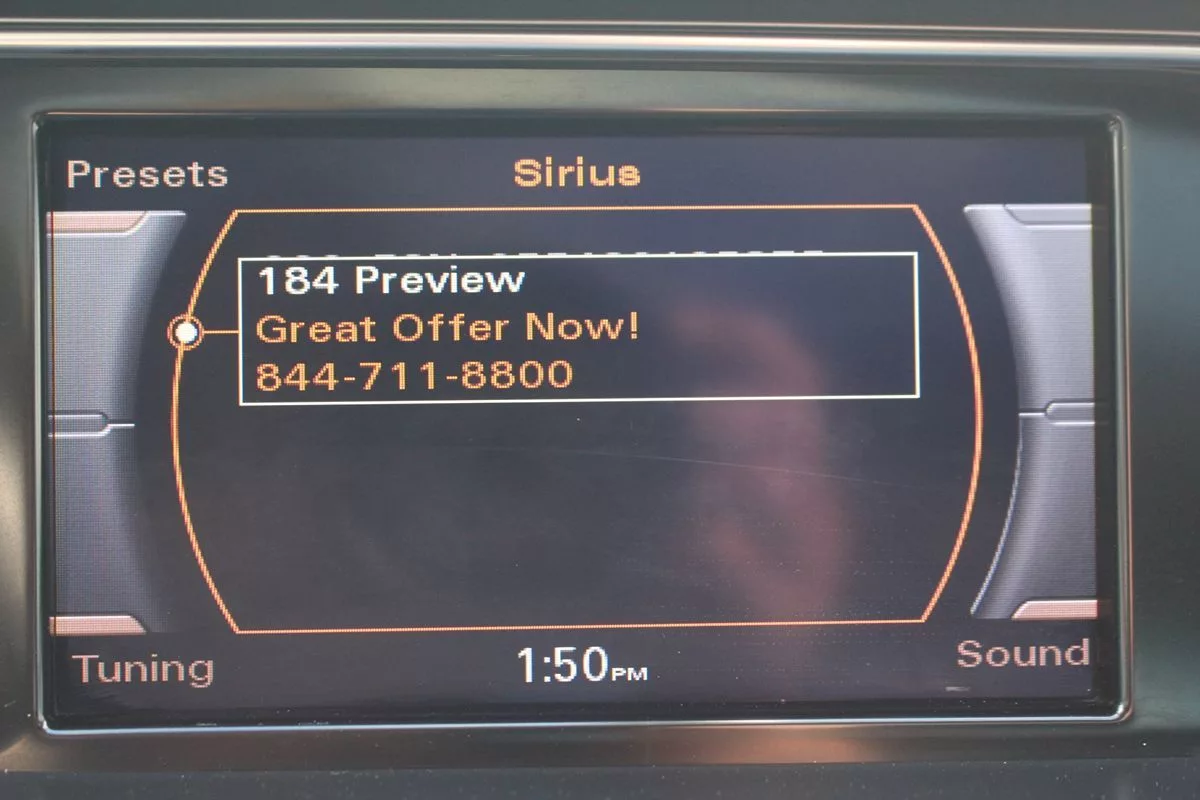 Presets
Sirius
184 Preview
Great Offer Now!
844-711-8800
Tuning
1:50PM
Sound